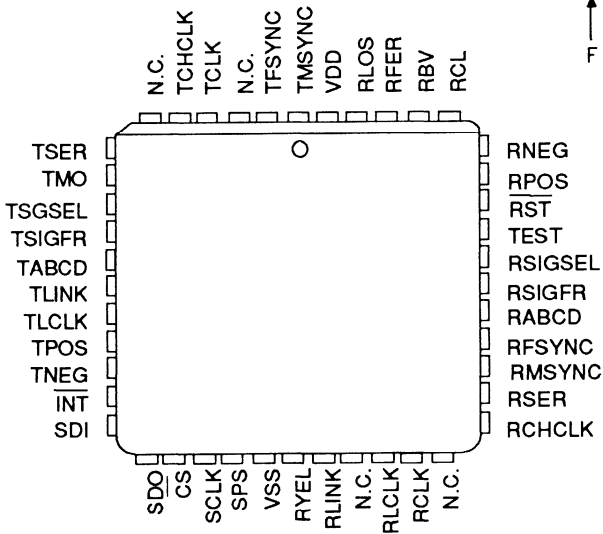 F
N.C.
TCHCLK
TCLK
N.C.
TFSYNC
TMSYNC
VDD
RLOS
RFER
RBV
RCL
TSER
TMO
TSGSEL
TSIGFR
TABCD
TLINK
TLCLK
TPOS
TNEG
INT
SDI
RNEG
RPOS
RST
TEST
RSIGSEL
RSIGFR
RABCD
RFSYNC
RMSYNC
RSER
RCHCLK
SDO
CS
SCLK
SPS
VSS
RYEL
RLINK
N.C.
RLCLK
RCLK
N.C.